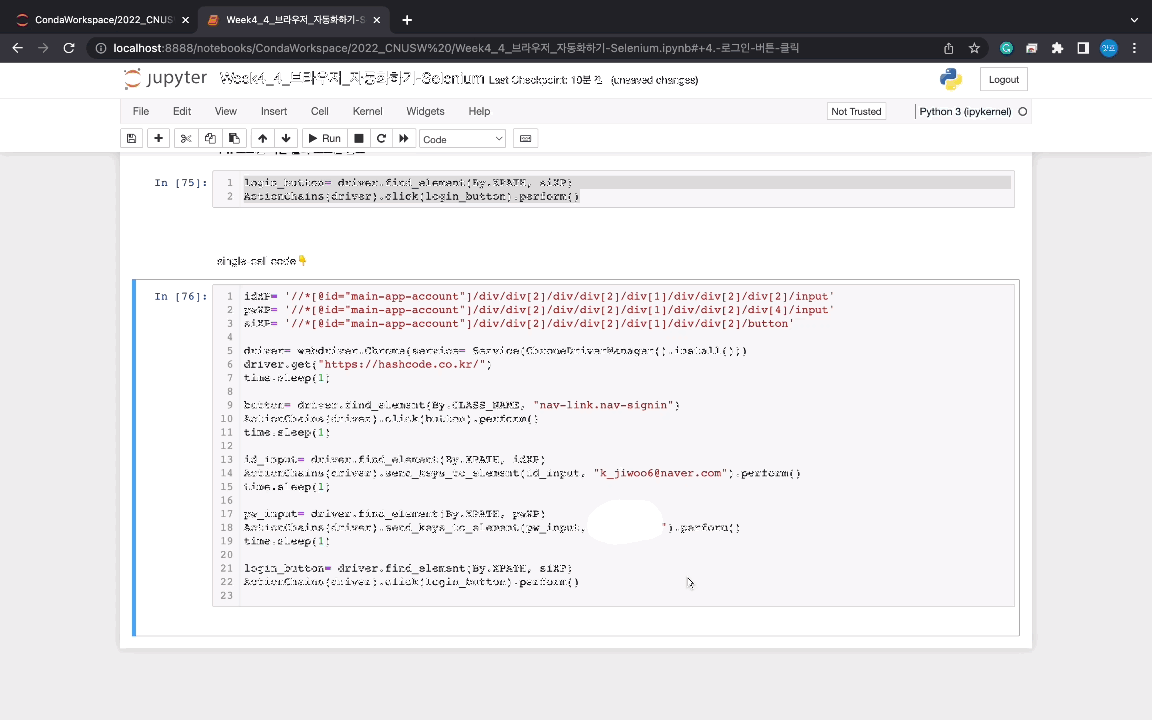 CondaWorkspace/2022_CNUS
Week4_4_브라우저_자동화하기-S
localhost:8888/notebooks/CondaWorkspace/2022_CNUSW%20/Week4_4_브라우저_자동화하기-Selenium.ipynb#+4.-로그인-버튼-클릭
jupyter Week4_4_브라우저_자동화하기-Selenium Last Checkpoint: 10분 전 (unsaved changes)
Logout
File Edit View Insert Cell Kernel Widgets Help
Not Trusted
Python 3 (ipykernel)
Run
Code
In [75]:
1 login_button= driver.find_element(By.XPATH, siXP)
2 ActionChains(driver).click(login_button).perform()
single cell code👇
In [76]:
1 idXP= '//*[@id="main-app-account"]/div/div[2]/div/div[2]/div[1]/div/div[2]/div[2]/input'
2 pwXP= '//*[@id="main-app-account"]/div/div[2]/div/div[2]/div[1]/div/div[2]/div[4]/input'
3 siXP= '//*[@id="main-app-account"]/div/div[2]/div/div[2]/div[1]/div/div[2]/button'
4
5 driver= webdriver.Chrome(service= Service(ChromeDriverManager().install()))
6 driver.get("https://hashcode.co.kr/")
7 time.sleep(1)
8
9 button= driver.find_element(By.CLASS_NAME, "nav-link.nav-signin")
10 ActionChains(driver).click(button).perform()
11 time.sleep(1)
12
13 id_input= driver.find_element(By.XPATH, idXP)
14 ActionChains(driver).send_keys_to_element(id_input, "k_jiwoo6@naver.com").perform()
15 time.sleep(1)
16
17 pw_input= driver.find_element(By.XPATH, pwXP)
18 ActionChains(driver).send_keys_to_element(pw_input, ").perform()
19 time.sleep(1)
20
21 login_button= driver.find_element(By.XPATH, siXP)
22 ActionChains(driver).click(login_button).perform()
23